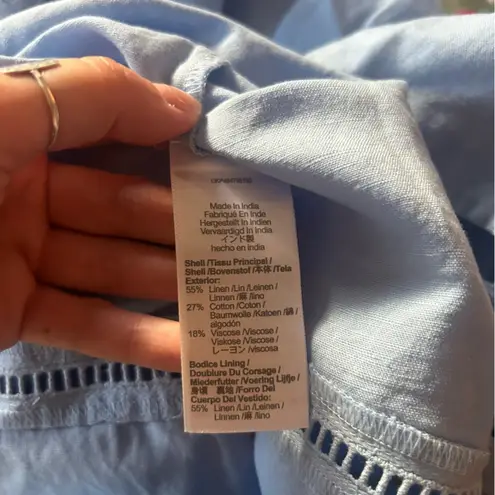 Made In India
Fabriqué En Inde
Hergestellt In Indien
Vervaardigd In India
インド製
hecho en india
Shell /Tissu Principal /
Shell /Bovenstof /本体 /Tela
Exterior:
55% Linen /Lin /Leinen /
Linnen /麻 /lino
27% Cotton /Coton /
Baumwolle /Katoen /綿 /
algodón
18% Viscose /Viscose /
Viskose /Viscose /
レーヨン /viscosa
Bodice Lining /
Doublure Du Corsage /
Miederfutter /Voering Lijfje /
身頃 裏地 /Forro Del
Cuerpo Del Vestido:
55% Linen /Lin /Leinen /
Linnen /麻 /lino